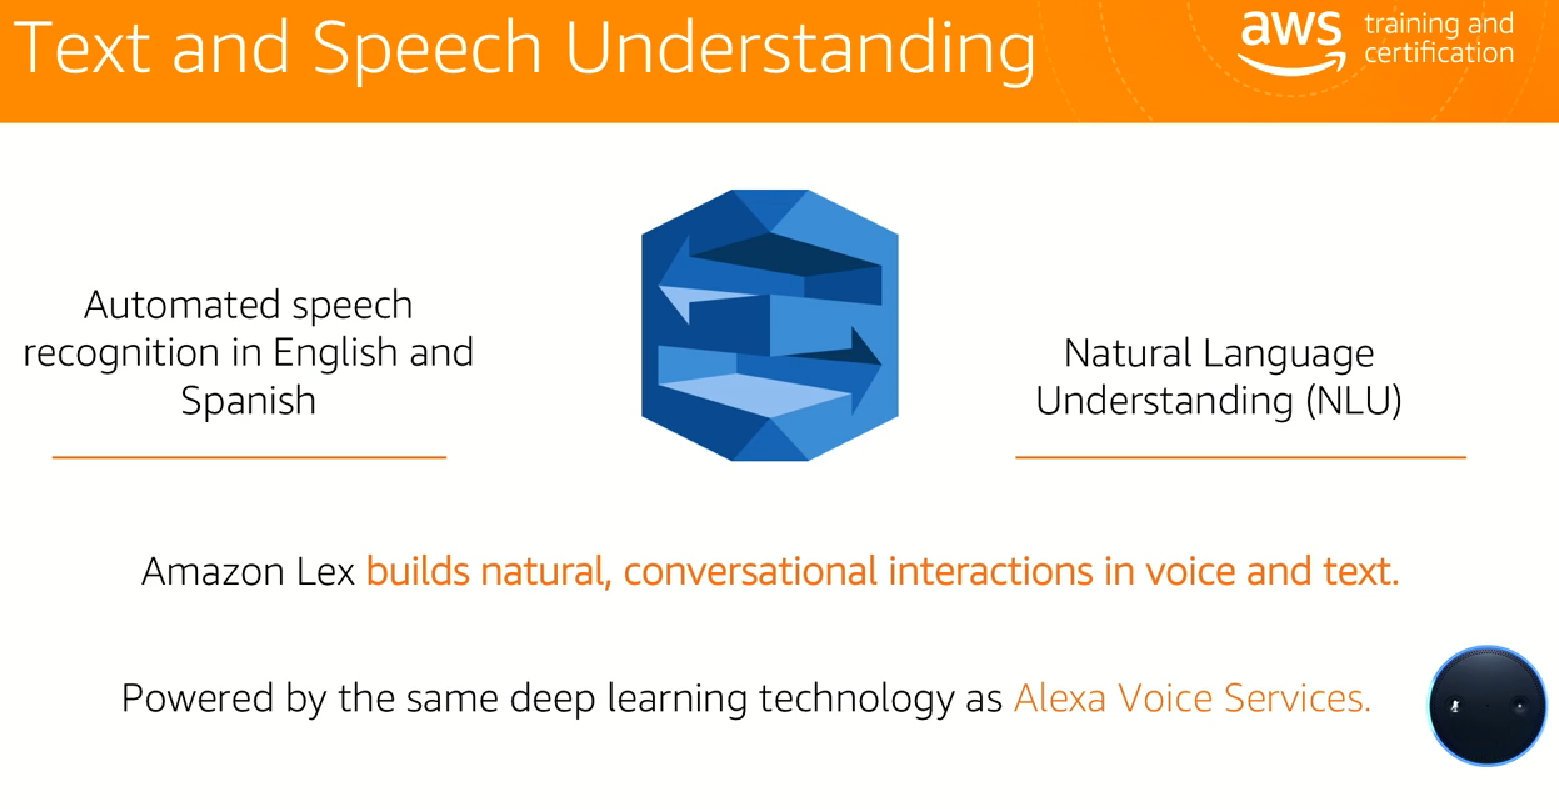 Text and Speech Understanding
aws
training and
certification
Automated speech
recognition in English and
Spanish
Natural Language
Understanding (NLU)
Amazon Lex builds natural, conversational interactions in voice and text.
Powered by the same deep learning technology as Alexa Voice Services.